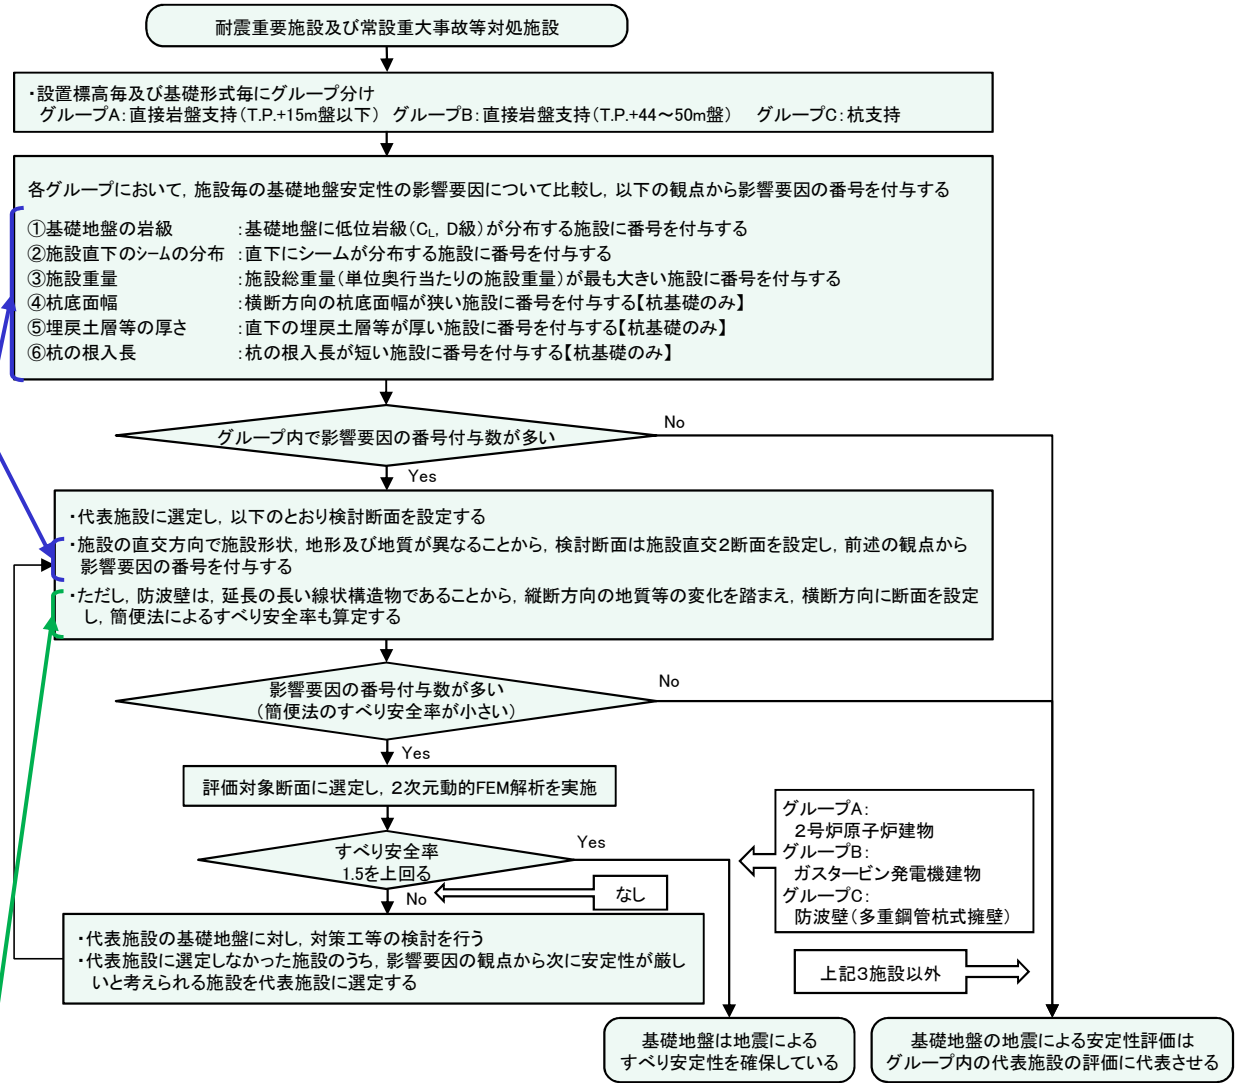 耐震重要施設及び常設重大事故等対処施設
・設置標高毎及び基礎形式毎にグループ分け
グループA：直接岩盤支持（T.P.+15m盤以下）　グループB：直接岩盤支持（T.P.+44～50m盤）　グループC：杭支持
各グループにおいて，施設毎の基礎地盤安定性の影響要因について比較し，以下の観点から影響要因の番号を付与する
①基礎地盤の岩級　：基礎地盤に低位岩級（CL，D級）が分布する施設に番号を付与する
②施設直下のシームの分布　：直下にシームが分布する施設に番号を付与する
③施設重量　：施設総重量（単位奥行当たりの施設重量）が最も大きい施設に番号を付与する
④杭底面幅　：横断方向の杭底面幅が狭い施設に番号を付与する【杭基礎のみ】
⑤埋戻土層等の厚さ　：直下の埋戻土層等が厚い施設に番号を付与する【杭基礎のみ】
⑥杭の根入長　：杭の根入長が短い施設に番号を付与する【杭基礎のみ】
グループ内で影響要因の番号付与数が多い
No
Yes
・代表施設に選定し，以下のとおり検討断面を設定する
・施設の直交方向で施設形状，地形及び地質が異なることから，検討断面は施設直交２断面を設定し，前述の観点から
影響要因の番号を付与する
・ただし，防波壁は，延長の長い線状構造物であることから，縦断方向の地質等の変化を踏まえ，横断方向に断面を設定
し，簡便法によるすべり安全率も算定する
影響要因の番号付与数が多い
（簡便法のすべり安全率が小さい）
No
Yes
評価対象断面に選定し，２次元動的FEM解析を実施
すべり安全率
1.5を上回る
Yes
No
なし
グループA：
２号炉原子炉建物
グループB：
ガスタービン発電機建物
グループC：
防波壁（多重鋼管杭式擁壁）
・代表施設の基礎地盤に対し，対策工等の検討を行う
・代表施設に選定しなかった施設のうち，影響要因の観点から次に安定性が厳し
いと考えられる施設を代表施設に選定する
上記３施設以外
基礎地盤は地震による
すべり安定性を確保している
基礎地盤の地震による安定性評価は
グループ内の代表施設の評価に代表させる